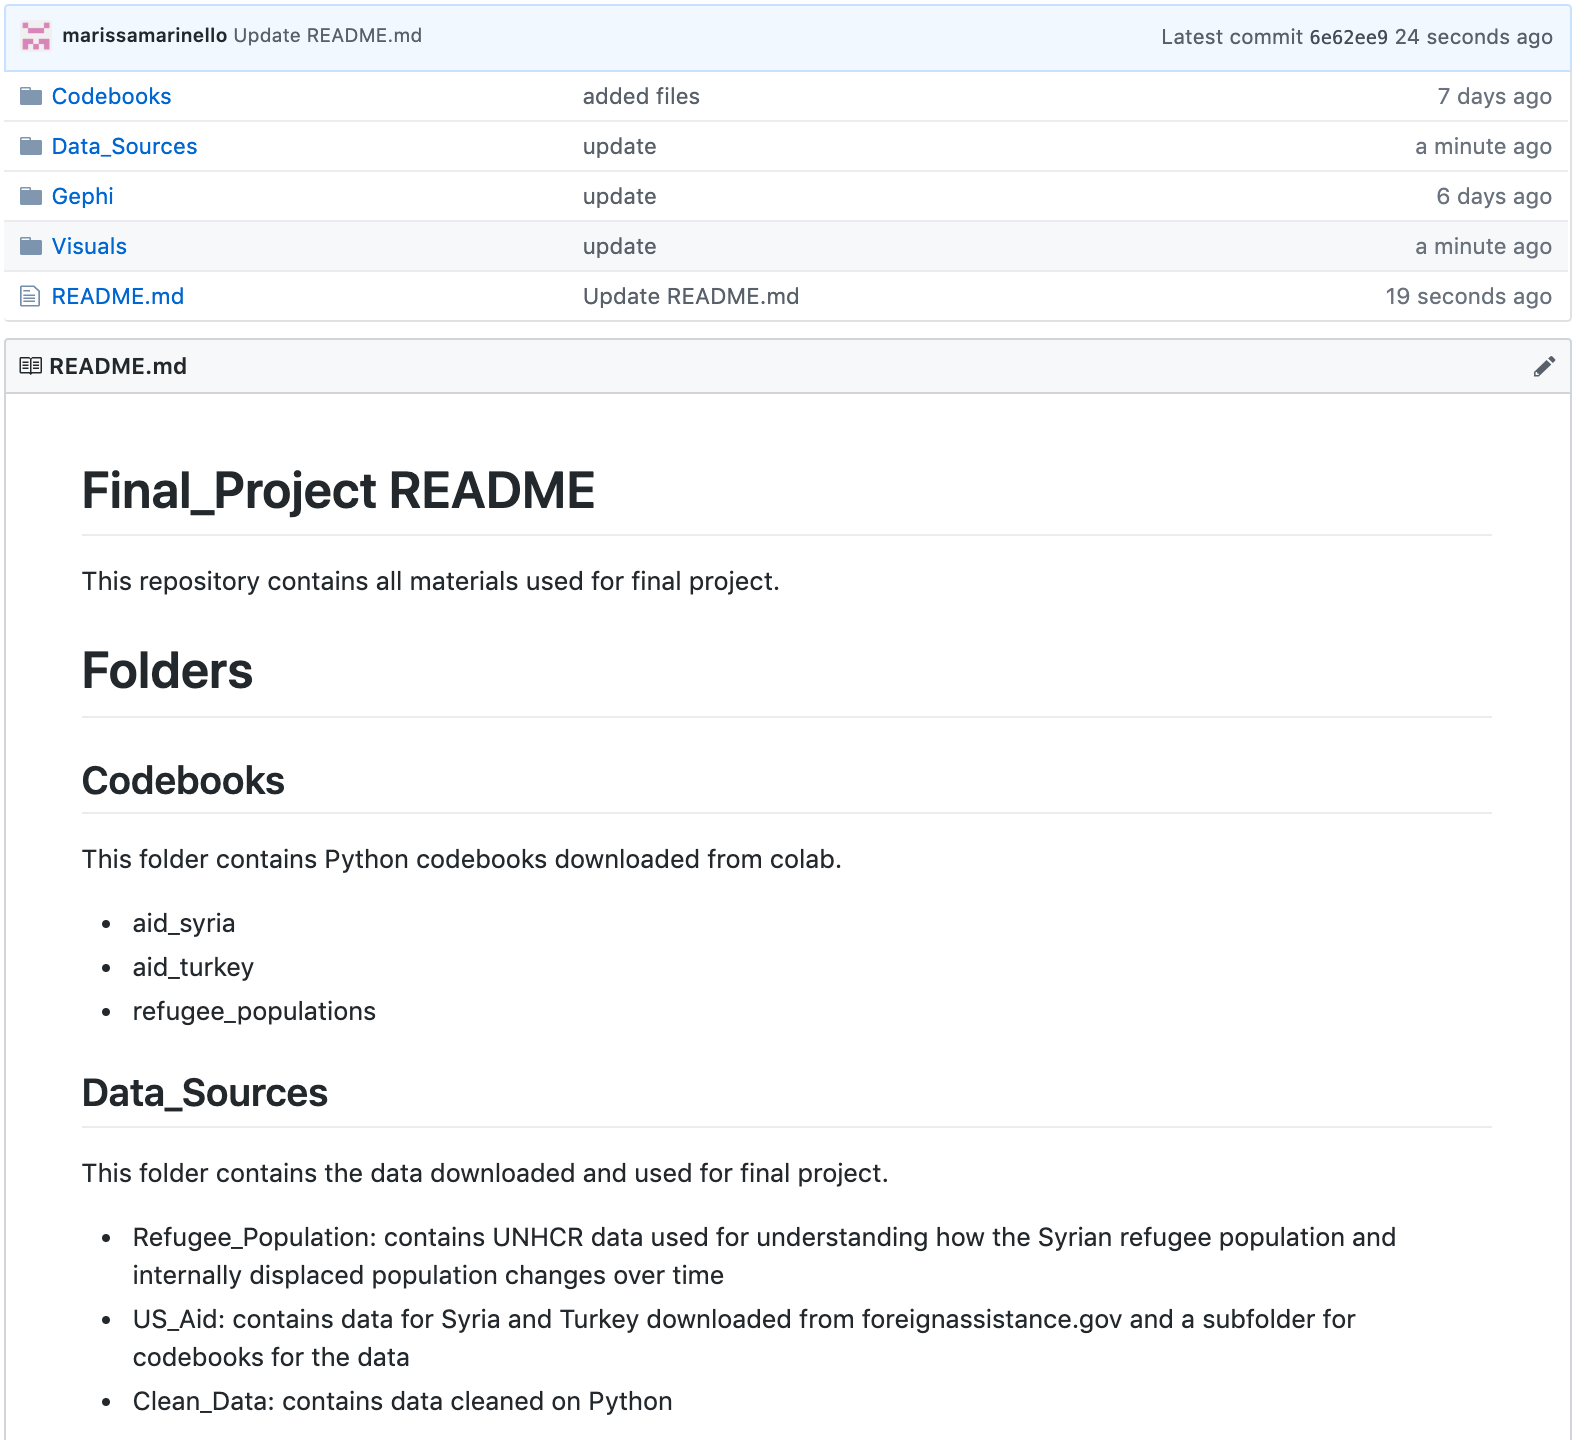 marissamarinello Update README.md Latest commit 6e62ee9 24 seconds ago
Codebooks added files 7 days ago
Data_Sources update a minute ago
Gephi update 6 days ago
Visuals update a minute ago
README.md Update README.md 19 seconds ago
README.md
Final_Project README
This repository contains all materials used for final project.
Folders
Codebooks
This folder contains Python codebooks downloaded from colab.
• aid_syria
• aid_turkey
• refugee_populations
Data_Sources
This folder contains the data downloaded and used for final project.
• Refugee_Population: contains UNHCR data used for understanding how the Syrian refugee population and
internally displaced population changes over time
• US_Aid: contains data for Syria and Turkey downloaded from foreignassistance.gov and a subfolder for
codebooks for the data
• Clean_Data: contains data cleaned on Python